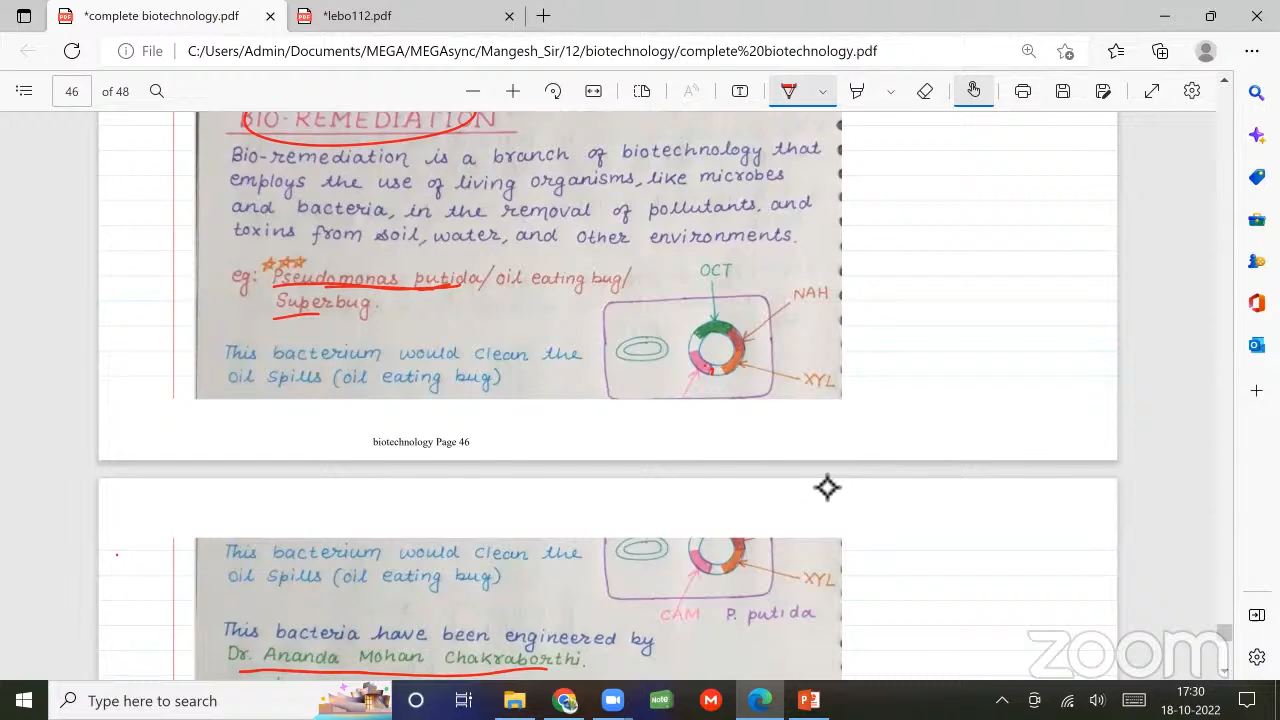 *complete biotechnology.pdf
*lebo112.pdf
File
C:/Users/Admin/Documents/MEGA/MEGAsync/Mangesh_Sir/12/biotechnology/complete%20biotechnology.pdf
46
of 48
BIO-REMEDIATION
Bio-remediation is a branch of biotechnology that
employs the use of living organisms, like microbes
and bacteria, in the removal of pollutants, and
toxins from soil, water, and other environments.
eg: Pseudomonas putida/oil eating bug/
Superbug.
OCT
NAH
This bacterium would clean the
oil spills (oil eating bug)
XYL
biotechnology Page 46
This bacterium would clean the
oil spills (oil eating bug)
XYL
CAM P. putida
This bacteria have been engineered by
Dr. Ananda Mohan Chakraborthi.
zoom
Type here to search
17:30
18-10-2022